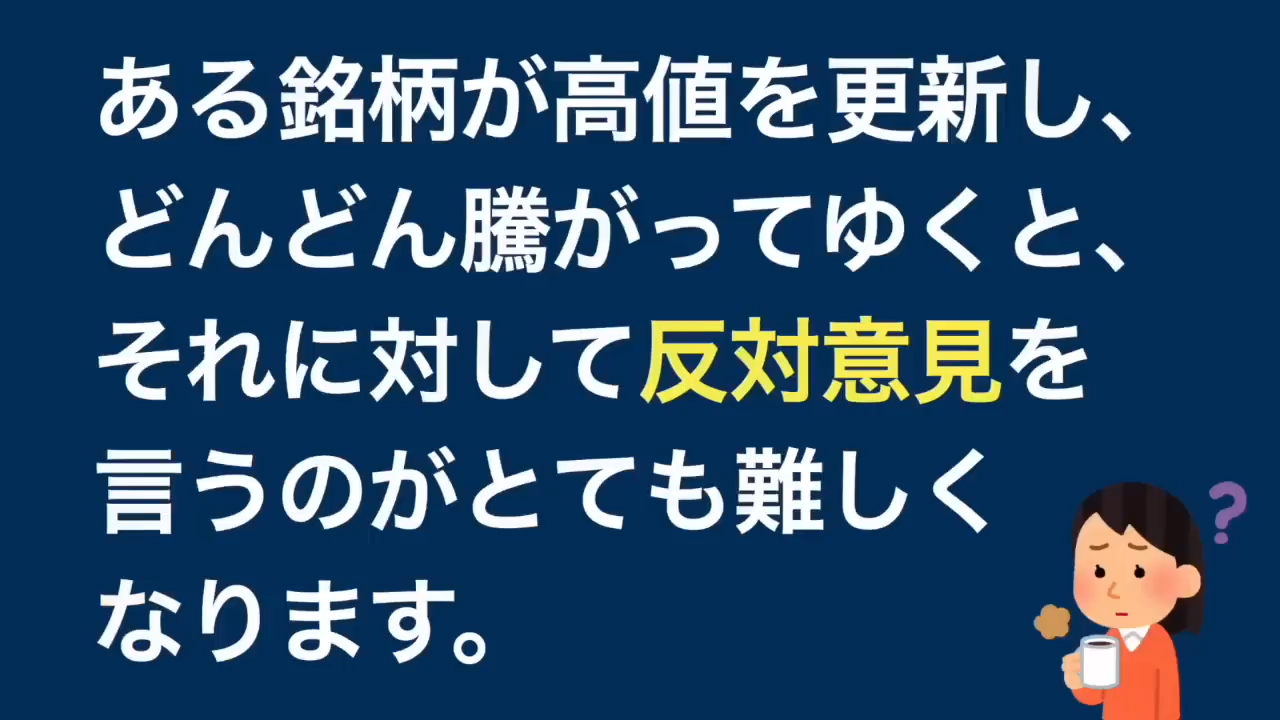 ある銘柄が高値を更新し、
どんどん騰がってゆくと、
それに対して反対意見を
言うのがとても難しく
なります。
?